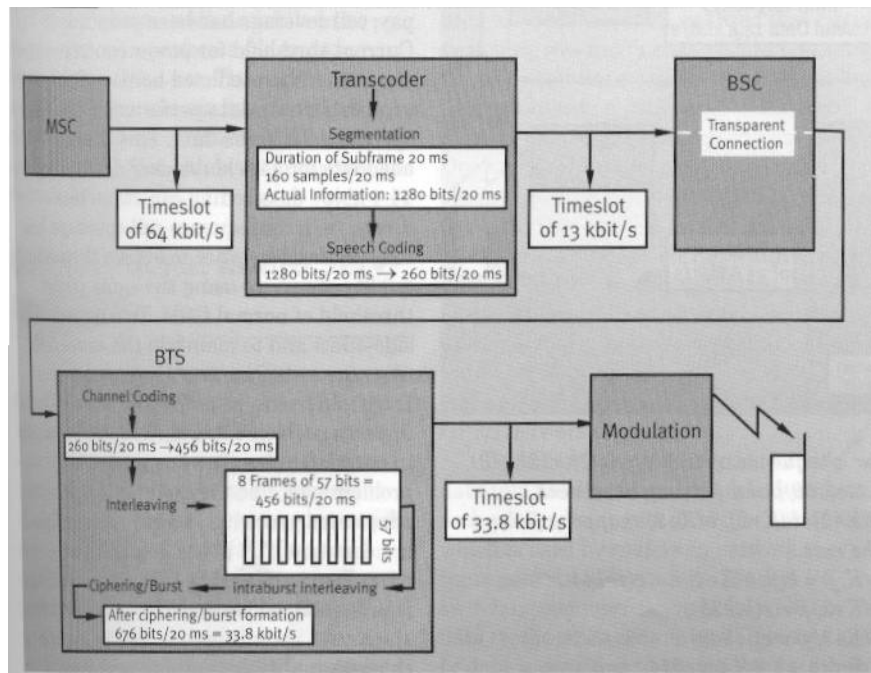 MSC
Timeslot
of 64 kbit/s
Transcoder
Segmentation
Duration of Subframe 20 ms
160 samples/20 ms
Actual Information: 1280 bits/20 ms
Speech Coding
1280 bits/20 ms → 260 bits/20 ms
Timeslot
of 13 kbit/s
BSC
Transparent
Connection
BTS
Channel Coding
260 bits/20 ms →456 bits/20 ms
Interleaving
8 Frames of 57 bits =
456 bits/20 ms
57 bits
Ciphering/Burst
Intraburst Interleaving
After ciphering/burst formation
676 bits/20 ms = 33.8 kbit/s
Timeslot
of 33.8 kbit/s
Modulation